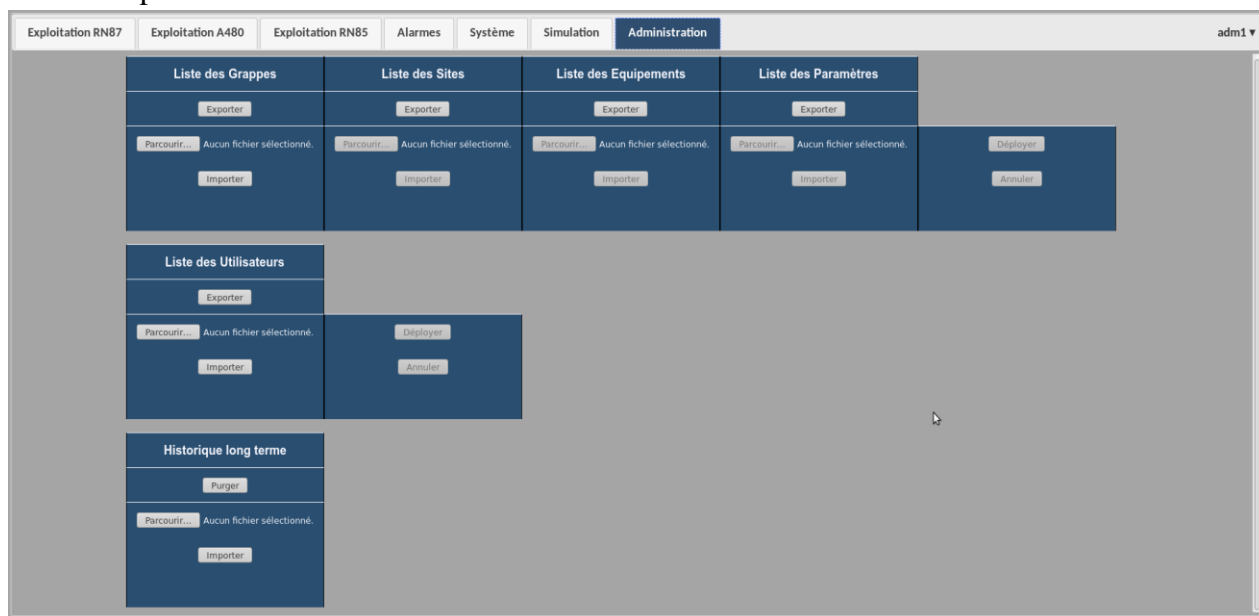 Exploitation RN87 Exploitation A480 Exploitation RN85 Alarmes Système Simulation Administration adm1 ▾
Liste des Grappes Liste des Sites Liste des Equipements Liste des Paramètres
Exporter Exporter Exporter Exporter
Parcourir... Aucun fichier sélectionné. Parcourir... Aucun fichier sélectionné. Parcourir... Aucun fichier sélectionné. Parcourir... Aucun fichier sélectionné. Déployer
Importer Importer Importer Importer Annuler
Liste des Utilisateurs
Exporter
Parcourir... Aucun fichier sélectionné. Déployer
Importer Annuler
Historique long terme
Purger
Parcourir... Aucun fichier sélectionné.
Importer